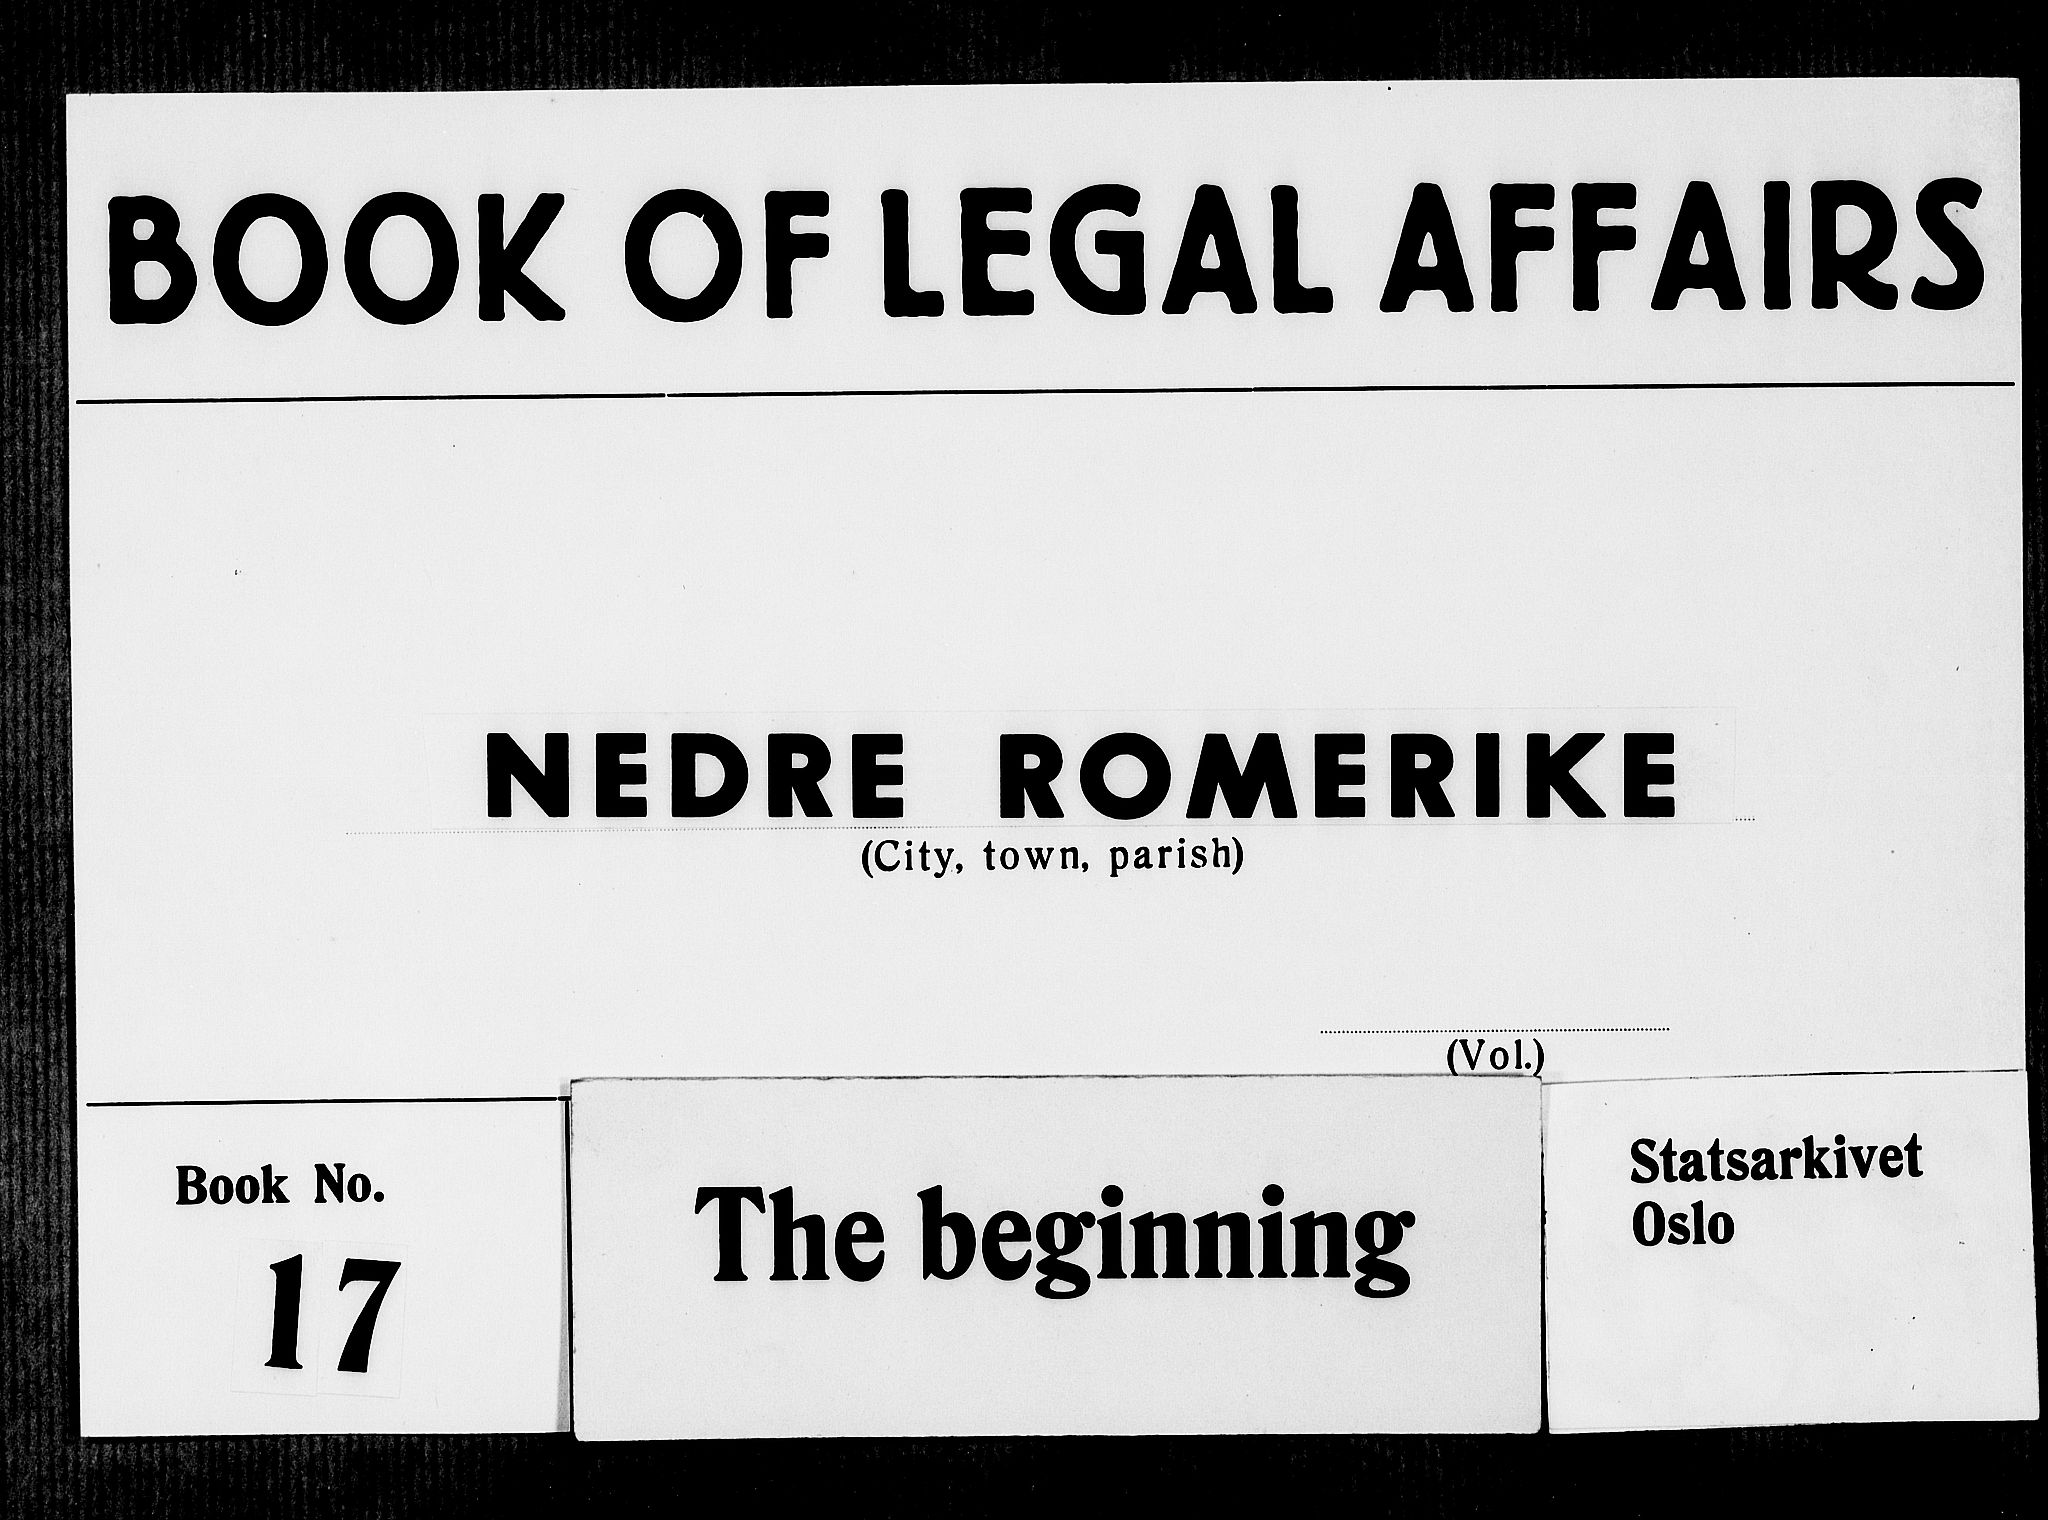 BOOK OF LEGAL AFFAIRS
NEDRE ROMERIKE
(City, town, parish)
(Vol.)
Book No.
17
The beginning
Statsarkivet
Oslo